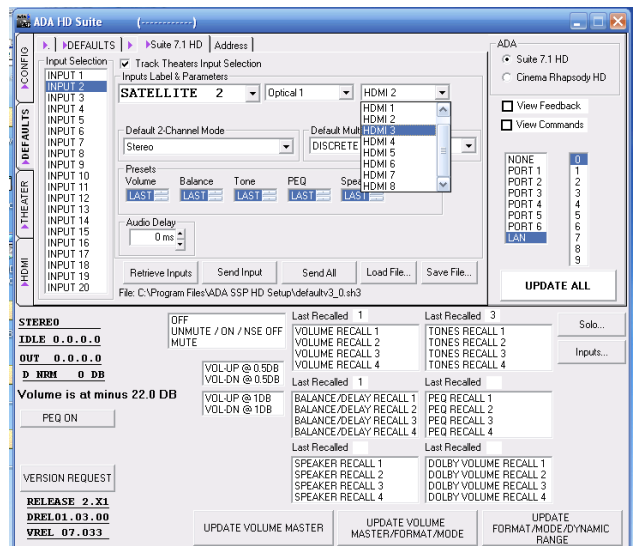 ADA HD Suite (------------)
CONFIG
DEFAULTS
THEATER
HDMI
DEFAULTS
Suite 7.1 HD
Address
Input Selection
INPUT 1
INPUT 2
INPUT 3
INPUT 4
INPUT 5
INPUT 6
INPUT 7
INPUT 8
INPUT 9
INPUT 10
INPUT 11
INPUT 12
INPUT 13
INPUT 14
INPUT 15
INPUT 16
INPUT 17
INPUT 18
INPUT 19
INPUT 20
Track Theaters Input Selection
Inputs Label & Parameters
SATELLITE 2
Optical 1
HDMI 2
HDMI 1
HDMI 2
HDMI 3
HDMI 4
HDMI 5
HDMI 6
HDMI 7
HDMI 8
Default 2-Channel Mode
Stereo
Default Mult
DISCRETE
Presets
Volume Balance Tone PEQ Spea
LAST LAST LAST LAST LAST
Audio Delay
0 ms
Retrieve Inputs
Send Input
Send All
Load File...
Save File...
File: C:\Program Files\ADA SSP HD Setup\defaultv3_0.sh3
ADA
Suite 7.1 HD
Cinema Rhapsody HD
View Feedback
View Commands
NONE
PORT 1
PORT 2
PORT 3
PORT 4
PORT 5
PORT 6
LAN
0
1
2
3
4
5
6
7
8
9
UPDATE ALL
STEREO
IDLE 0.0.0.0
OUT 0.0.0.0
D NRM 0 DB
Volume is at minus 22.0 DB
PEQ ON
VERSION REQUEST
RELEASE 2.X1
DREL01.03.00
VREL 07.033
OFF
UNMUTE / ON / NSE OFF
MUTE
VOL-UP @ 0.5DB
VOL-DN @ 0.5DB
VOL-UP @ 1DB
VOL-DN @ 1DB
Last Recalled 1
VOLUME RECALL 1
VOLUME RECALL 2
VOLUME RECALL 3
VOLUME RECALL 4
Last Recalled 3
TONES RECALL 1
TONES RECALL 2
TONES RECALL 3
TONES RECALL 4
Last Recalled 1
BALANCE/DELAY RECALL 1
BALANCE/DELAY RECALL 2
BALANCE/DELAY RECALL 3
BALANCE/DELAY RECALL 4
Last Recalled
PEQ RECALL 1
PEQ RECALL 2
PEQ RECALL 3
PEQ RECALL 4
Last Recalled
SPEAKER RECALL 1
SPEAKER RECALL 2
SPEAKER RECALL 3
SPEAKER RECALL 4
Last Recalled
DOLBY VOLUME RECALL 1
DOLBY VOLUME RECALL 2
DOLBY VOLUME RECALL 3
DOLBY VOLUME RECALL 4
Solo...
Inputs...
UPDATE VOLUME MASTER
UPDATE VOLUME
MASTER/FORMAT/MODE
UPDATE
FORMAT/MODE/DYNAMIC
RANGE